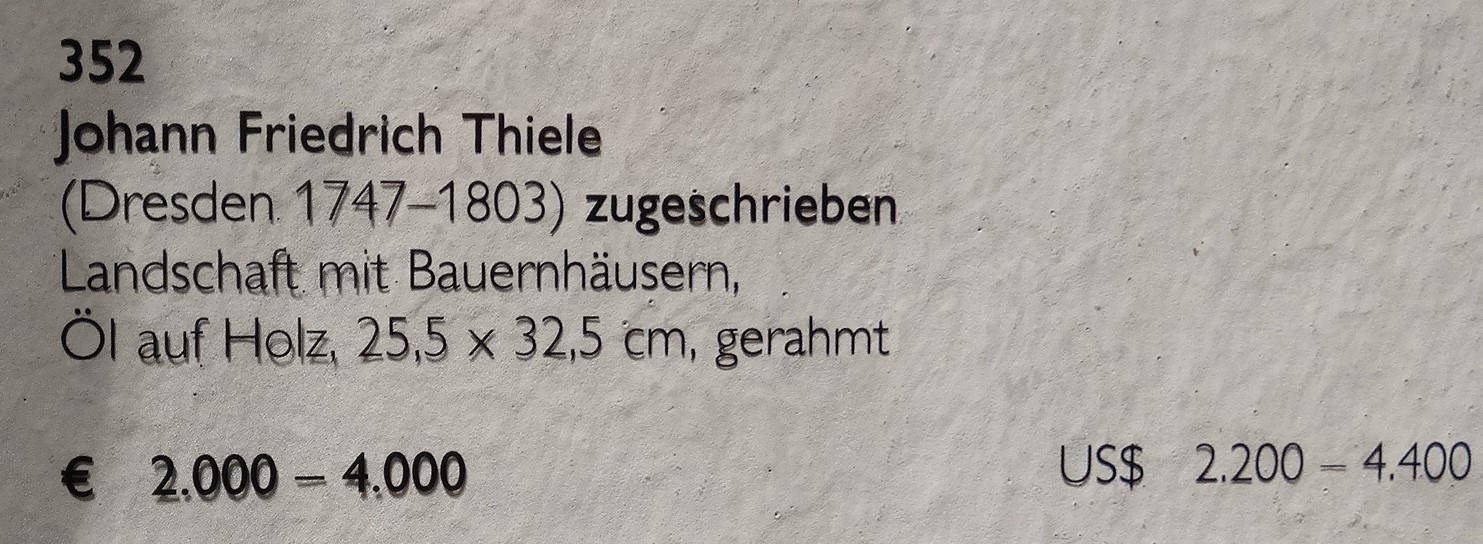 352
Johann Friedrich Thiele
(Dresden 1747–1803) zugeschrieben
Landschaft mit Bauernhäusern,
Öl auf Holz, 25,5 x 32,5 cm, gerahmt
€ 2.000 – 4.000 US$ 2.200 – 4.400